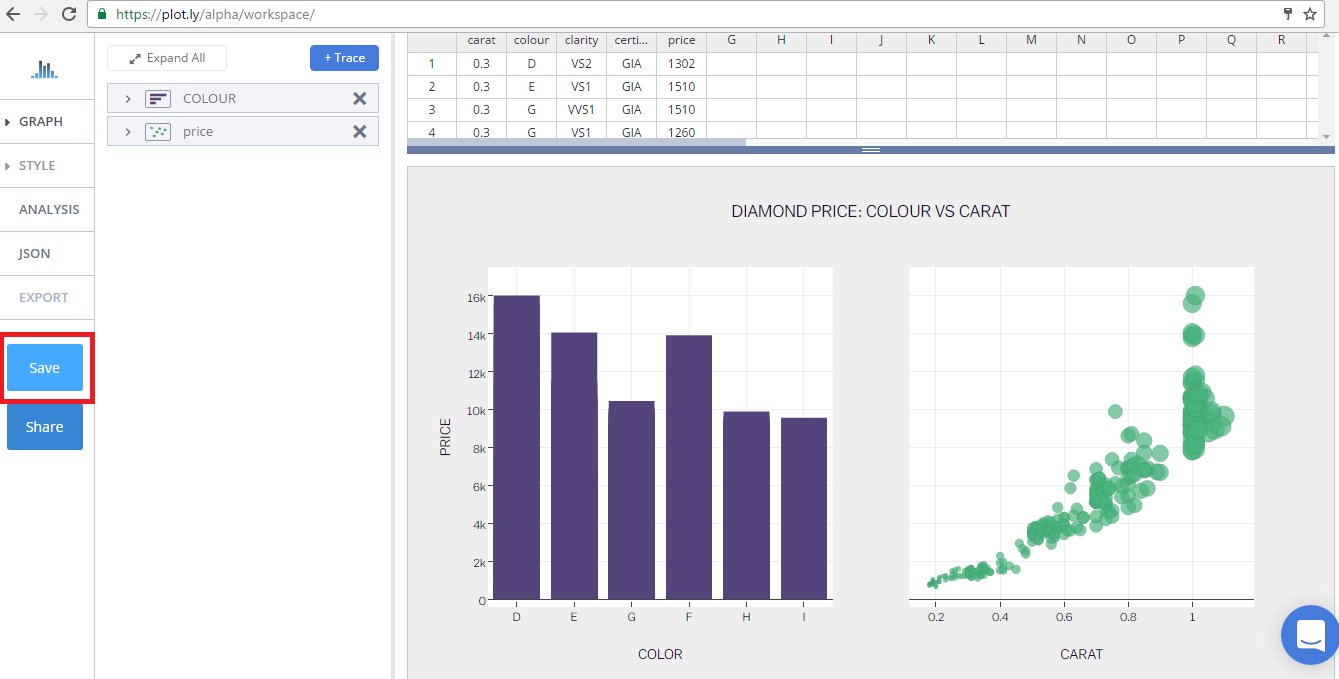 https://plot.ly/alpha/workspace/
GRAPH
STYLE
ANALYSIS
JSON
EXPORT
Save
Share
Expand All
+ Trace
COLOUR
price
carat colour clarity certi... price G H I J K L M N O P Q R
1 0.3 D VS2 GIA 1302
2 0.3 E VS1 GIA 1510
3 0.3 G VVS1 GIA 1510
4 0.3 G VS1 GIA 1260
DIAMOND PRICE: COLOUR VS CARAT
PRICE
16k
14k
12k
10k
8k
6k
4k
2k
0
D E G F H I
COLOR
0.2 0.4 0.6 0.8 1
CARAT